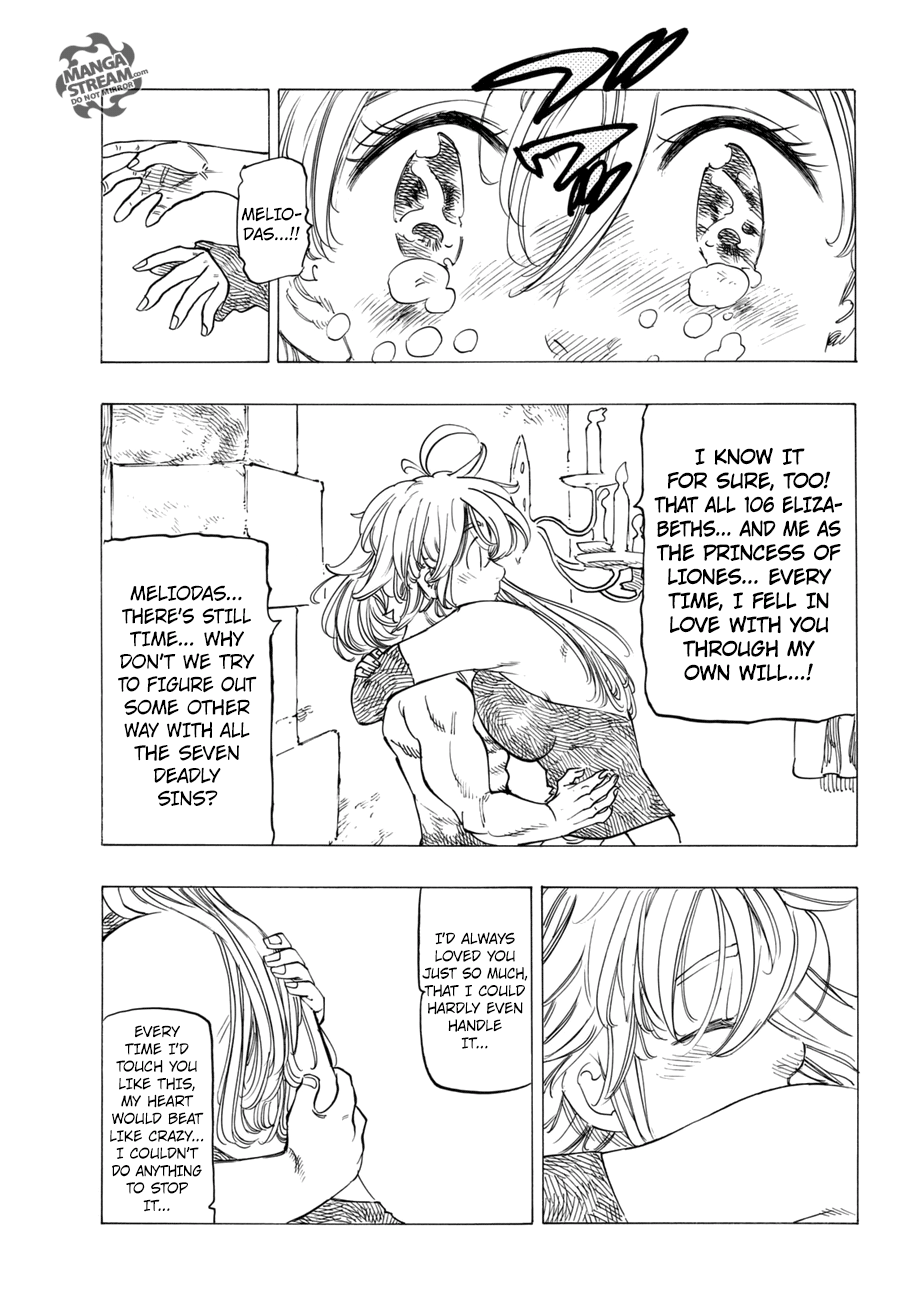 MANGA
STREAM.com
DO NOT MIRROR
MELIO-
DAS...!!
I KNOW IT
FOR SURE, TOO!
THAT ALL 106 ELIZA-
BETHS... AND ME AS
THE PRINCESS OF
LIONES... EVERY
TIME, I FELL IN
LOVE WITH YOU
THROUGH MY
OWN WILL...!
MELIODAS...
THERE'S STILL
TIME... WHY
DON'T WE TRY
TO FIGURE OUT
SOME OTHER
WAY WITH ALL
THE SEVEN
DEADLY
SINS?
I'D ALWAYS
LOVED YOU
JUST SO MUCH,
THAT I COULD
HARDLY EVEN
HANDLE
IT...
EVERY
TIME I'D
TOUCH YOU
LIKE THIS,
MY HEART
WOULD BEAT
LIKE CRAZY...
I COULDN'T
DO ANYTHING
TO STOP
IT...